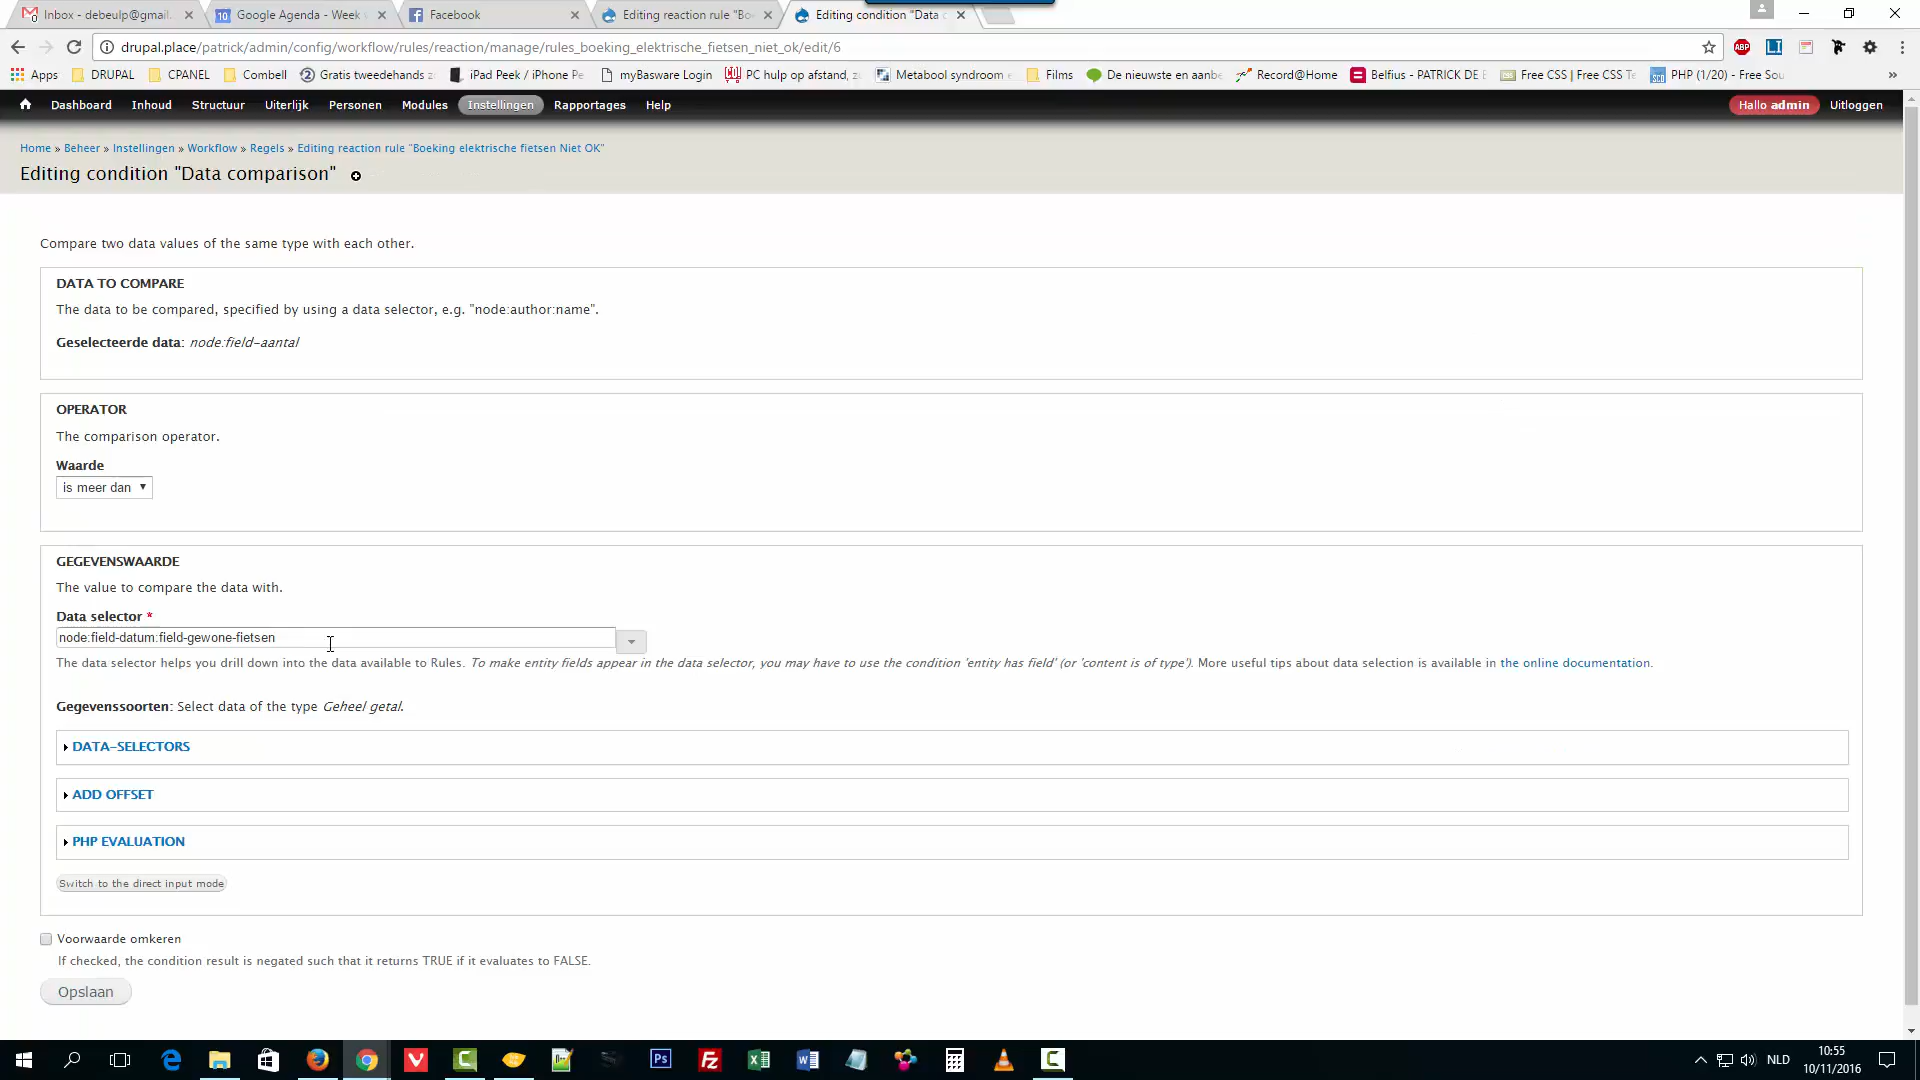 Inbox - debeulp@gmail.
Google Agenda - Week
Facebook
Editing reaction rule "Bo
Editing condition "Data
drupal.place/patrick/admin/config/workflow/rules/reaction/manage/rules_boeking_elektrische_fietsen_niet_ok/edit/6
Apps DRUPAL CPANEL Combell Gratis tweedehands iPad Peek / iPhone Pe myBasware Login PC hulp op afstand, Metabool syndroom Films De nieuwste en aanb Record@Home Belfius - PATRICK DE Free CSS | Free CSS Te PHP (1/20) - Free Sou
Dashboard Inhoud Structuur Uiterlijk Personen Modules Instellingen Rapportages Help Hallo admin Uitloggen
Home » Beheer » Instellingen » Workflow » Regels » Editing reaction rule "Boeking elektrische fietsen Niet OK"
Editing condition "Data comparison"
Compare two data values of the same type with each other.
DATA TO COMPARE
The data to be compared, specified by using a data selector, e.g. "node:author:name".
Geselecteerde data: node:field-aantal
OPERATOR
The comparison operator.
Waarde
is meer dan
GEGEVENSWAARDE
The value to compare the data with.
Data selector *
node:field-datum:field-gewone-fietsen
The data selector helps you drill down into the data available to Rules. To make entity fields appear in the data selector, you may have to use the condition 'entity has field' (or 'content is of type'). More useful tips about data selection is available in the online documentation.
Gegevenssoorten: Select data of the type Geheel getal.
DATA-SELECTORS
ADD OFFSET
PHP EVALUATION
Switch to the direct input mode
Voorwaarde omkeren
If checked, the condition result is negated such that it returns TRUE if it evaluates to FALSE.
Opslaan
NLD
10:55
10/11/2016